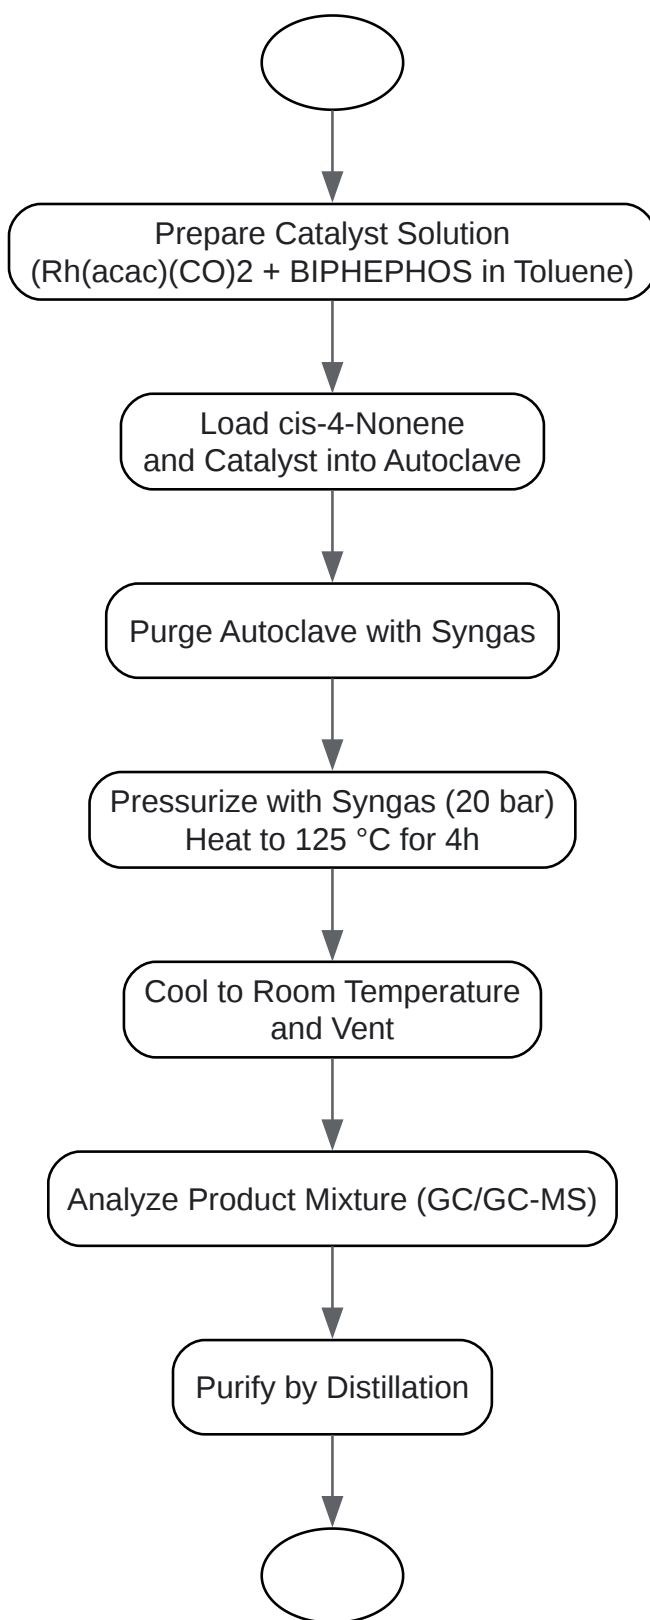 Prepare Catalyst Solution
(Rh(acac)(CO)2 + BIPHEPHOS in Toluene)
Load cis-4-Nonene
and Catalyst into Autoclave
Purge Autoclave with Syngas
Pressurize with Syngas (20 bar)
Heat to 125 °C for 4h
Cool to Room Temperature
and Vent
Analyze Product Mixture (GC/GC-MS)
Purify by Distillation